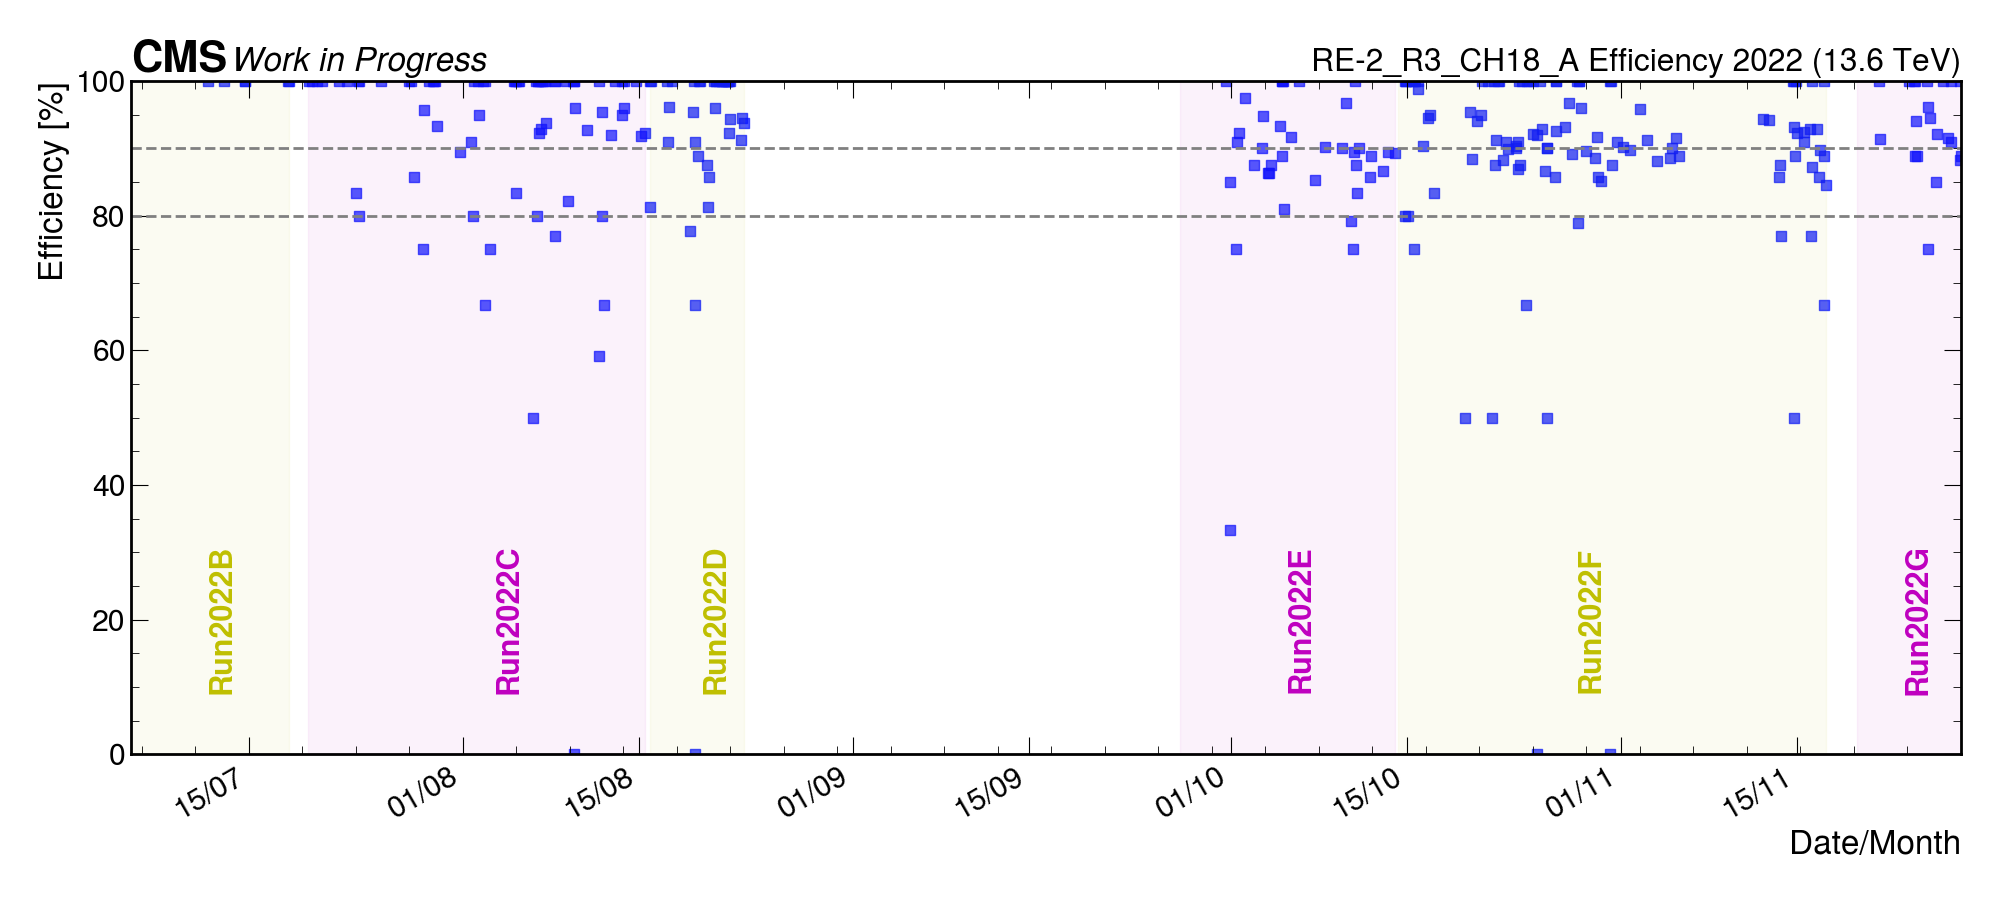 CMS Work in Progress
RE-2_R3_CH18_A Efficiency 2022 (13.6 TeV)
Efficiency [%]
100
80
60
40
20
0
Run2022B
Run2022C
Run2022D
Run2022E
Run2022F
Run2022G
15/07
01/08
15/08
01/09
15/09
01/10
15/10
01/11
15/11
Date/Month